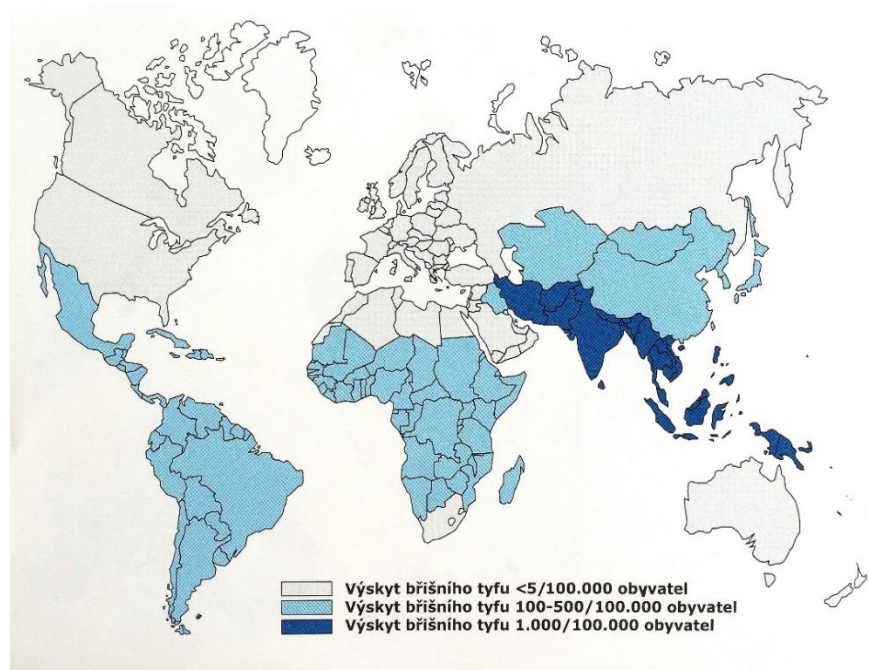 Výskyt břišního tyfu <5/100.000 obyvatel
Výskyt břišního tyfu 100-500/100.000 obyvatel
Výskyt břišního tyfu 1.000/100.000 obyvatel